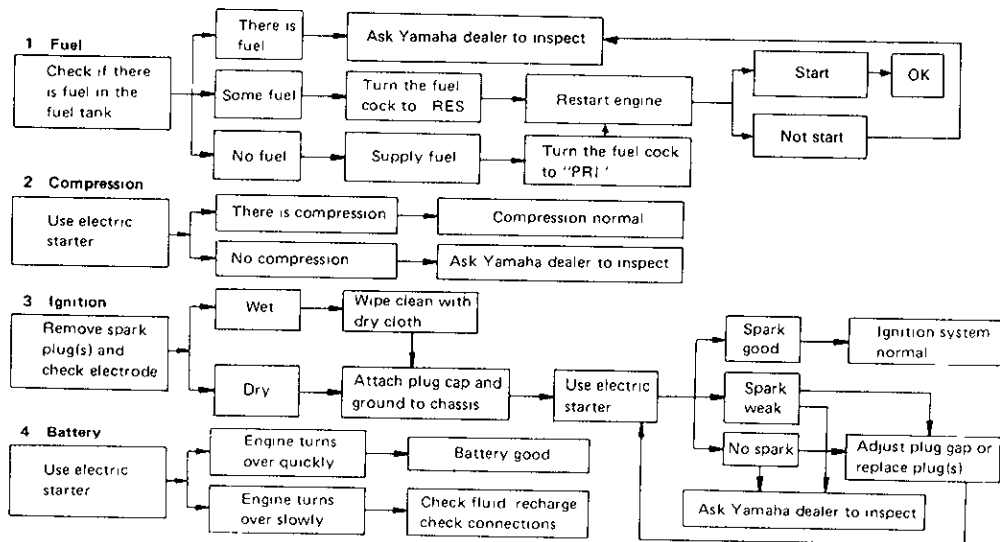 1 Fuel
Check if there
is fuel in the
fuel tank
There is
fuel
Ask Yamaha dealer to inspect
Some fuel
Turn the fuel
cock to RES
Restart engine
Start
OK
Not start
No fuel
Supply fuel
Turn the fuel cock
to "PRI"
2 Compression
Use electric
starter
There is compression
Compression normal
No compression
Ask Yamaha dealer to inspect
3 Ignition
Remove spark
plug(s) and
check electrode
Wet
Wipe clean with
dry cloth
Dry
Attach plug cap and
ground to chassis
Use electric
starter
Spark
good
Ignition system
normal
Spark
weak
No spark
Adjust plug gap or
replace plug(s)
Ask Yamaha dealer to inspect
4 Battery
Use electric
starter
Engine turns
over quickly
Battery good
Engine turns
over slowly
Check fluid recharge
check connections